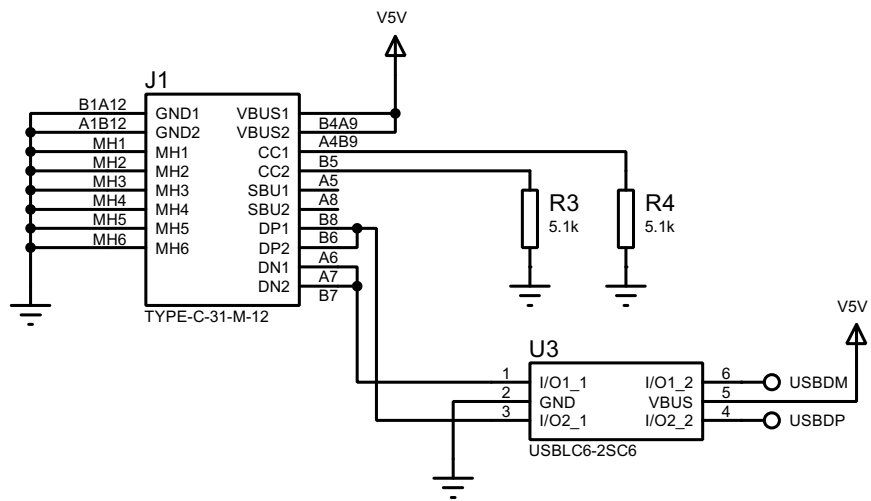 V5V
J1
B1A12 GND1 VBUS1
A1B12 GND2 VBUS2 B4A9
MH1 MH1 CC1 A4B9
MH2 MH2 CC2 B5
MH3 MH3 SBU1 A5
MH4 MH4 SBU2 A8
MH5 MH5 DP1 B8
MH6 MH6 DP2 B6
DN1 A6
DN2 A7
B7
TYPE-C-31-M-12
R3
5.1k
R4
5.1k
V5V
U3
1 I/O1_1 I/O1_2 6 USBDM
2 GND VBUS 5
3 I/O2_1 I/O2_2 4 USBDP
USBLC6-2SC6